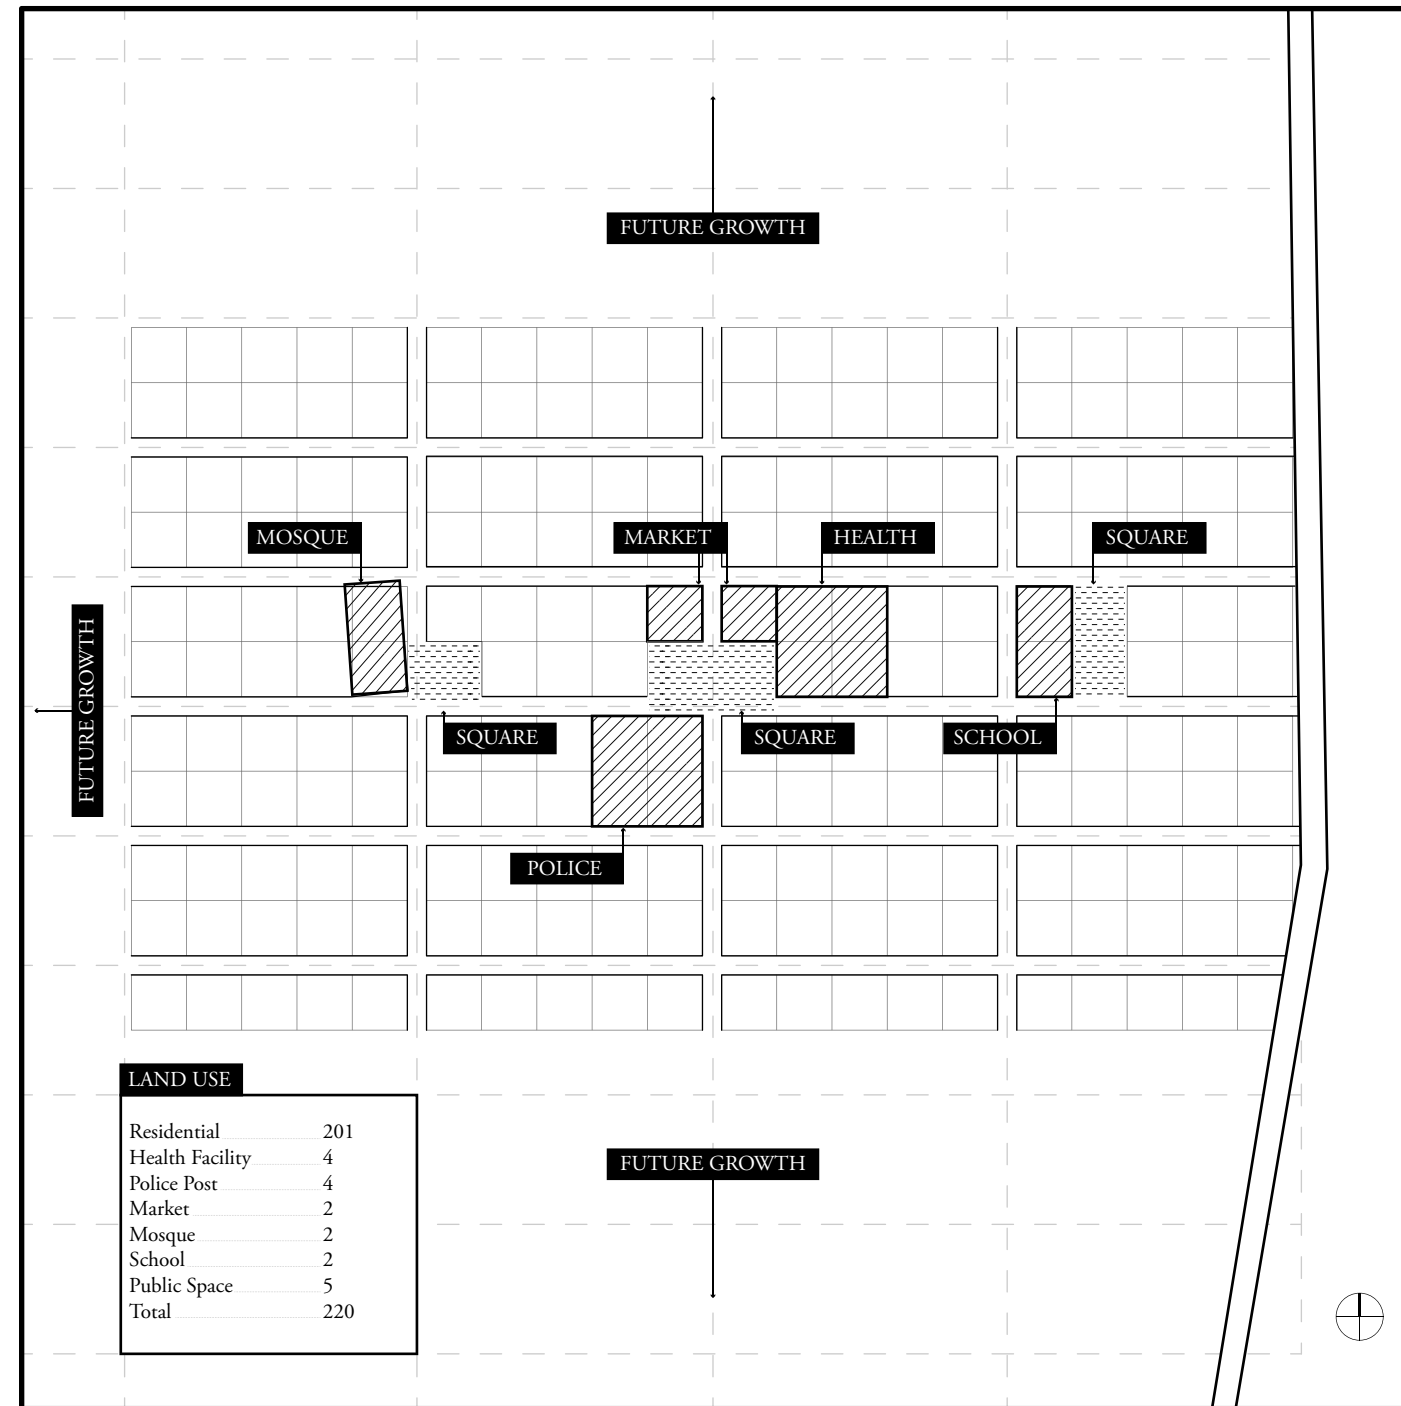 FUTURE GROWTH
MOSQUE
MARKET
HEALTH
SQUARE
FUTURE GROWTH
SQUARE
SQUARE
SCHOOL
POLICE
LAND USE
Residential 201
Health Facility 4
Police Post 4
Market 2
Mosque 2
School 2
Public Space 5
Total 220
FUTURE GROWTH